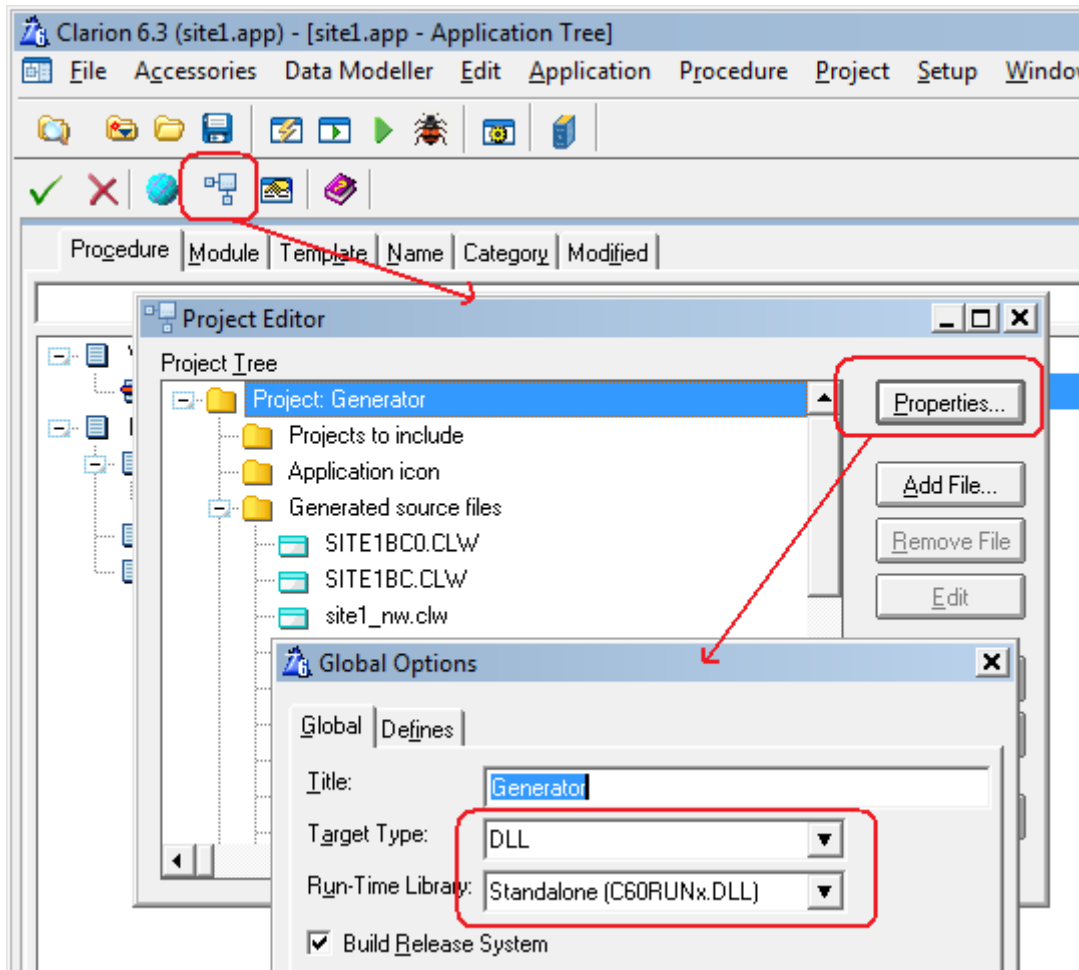 Clarion 6.3 (site1.app) - [site1.app - Application Tree]
File Accessories Data Modeller Edit Application Procedure Project Setup
Procedure Module Template Name Category Modified
Project Editor
Project Tree
Project: Generator
Properties...
Projects to include
Application icon
Add File...
Generated source files
SITE1BC0.CLW
Remove File
SITE1BC.CLW
Edit
site1_nw.clw
Global Options
Global Defines
Title: Generator
Target Type: DLL
Run-Time Library: Standalone (C60RUNx.DLL)
Build Release System